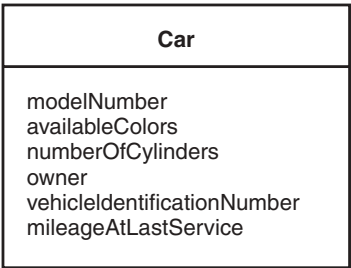 Car
modelNumber
availableColors
numberOfCylinders
owner
vehicleIdentificationNumber
mileageAtLastService